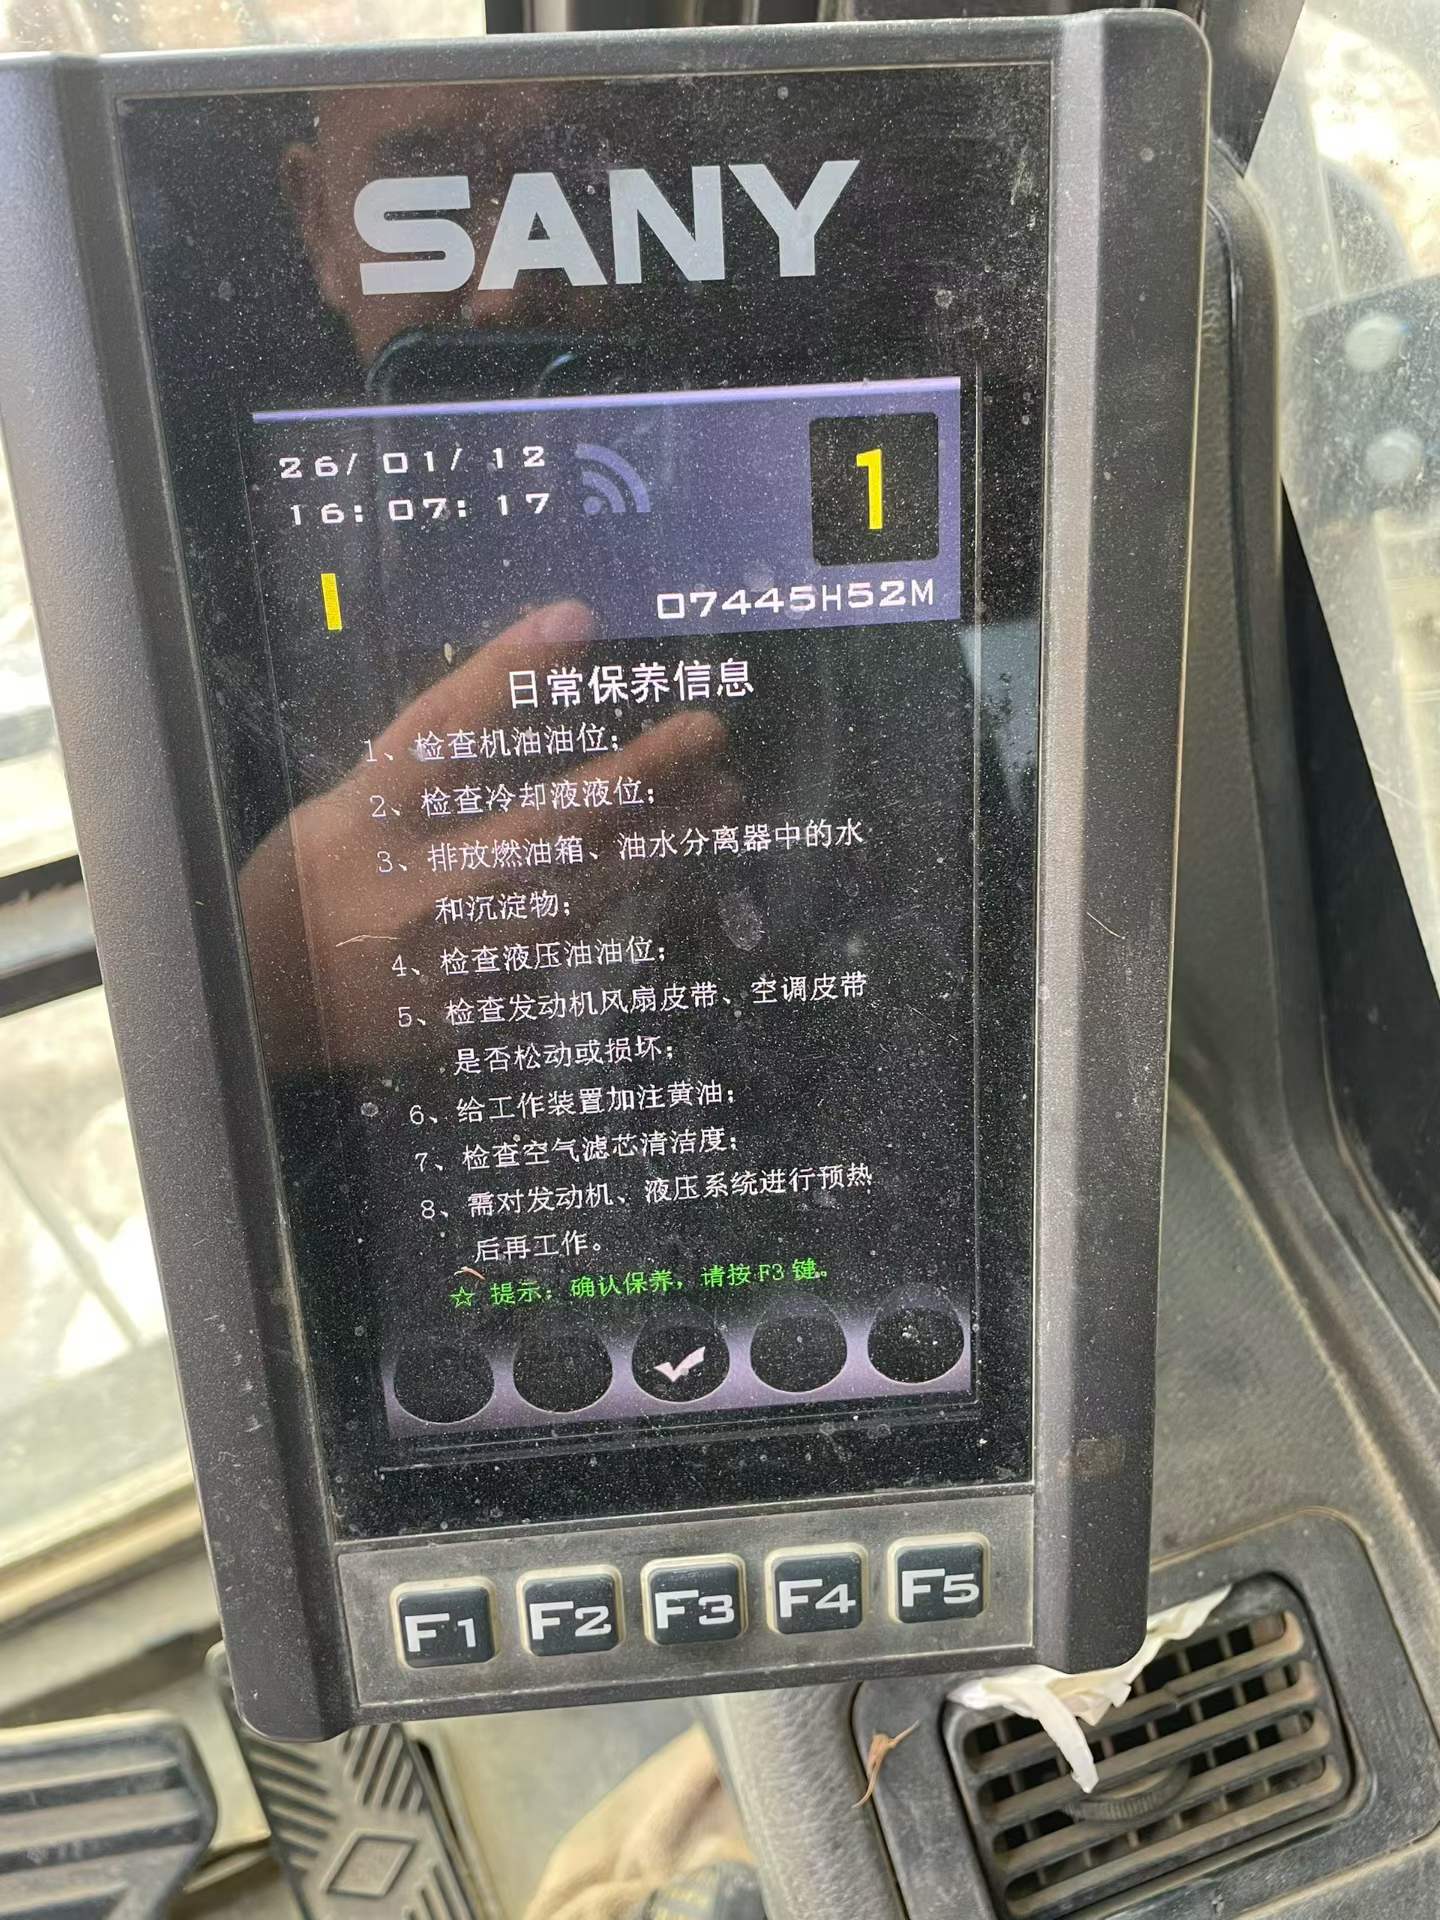 SANY
26/01/12
16:07:17
1
07445H52M
日常保养信息
1、检查机油油位；
2、检查冷却液液位；
3、排放燃油箱、油水分离器中的水
和沉淀物；
4、检查液压油油位；
5、检查发动机风扇皮带、空调皮带
是否松动或损坏；
6、给工作装置加注黄油；
7、检查空气滤芯清洁度；
8、需对发动机、液压系统进行预热
后再工作。
☆ 提示：确认保养，请按F3 键。
F1 F2 F3 F4 F5